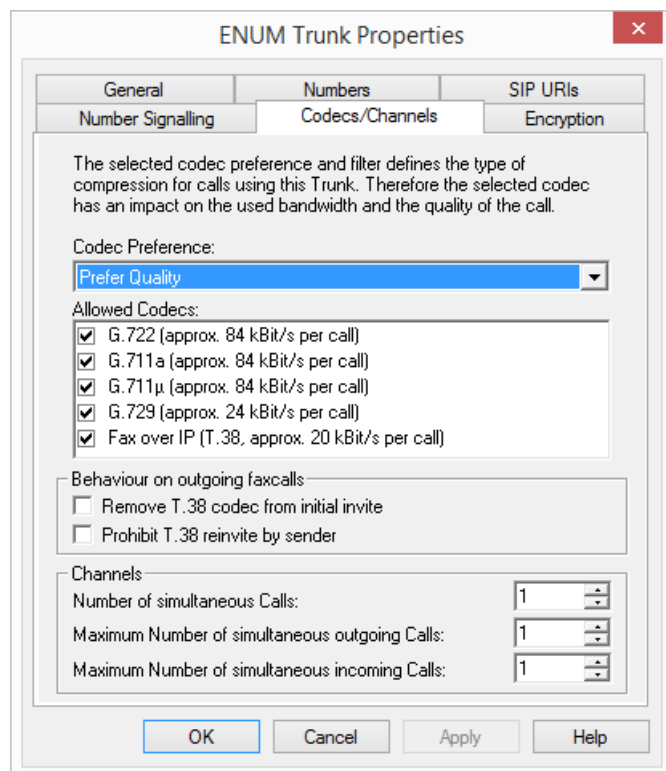 ENUM Trunk Properties
General
Numbers
SIP URIs
Number Signalling
Codecs/Channels
Encryption
The selected codec preference and filter defines the type of
compression for calls using this Trunk. Therefore the selected codec
has an impact on the used bandwidth and the quality of the call.
Codec Preference:
Prefer Quality
Allowed Codecs:
G.722 (approx. 84 kBit/s per call)
G.711a (approx. 84 kBit/s per call)
G.711µ (approx. 84 kBit/s per call)
G.729 (approx. 24 kBit/s per call)
Fax over IP (T.38, approx. 20 kBit/s per call)
Behaviour on outgoing faxcalls
Remove T.38 codec from initial invite
Prohibit T.38 reinvite by sender
Channels
Number of simultaneous Calls: 1
Maximum Number of simultaneous outgoing Calls: 1
Maximum Number of simultaneous incoming Calls: 1
OK
Cancel
Apply
Help